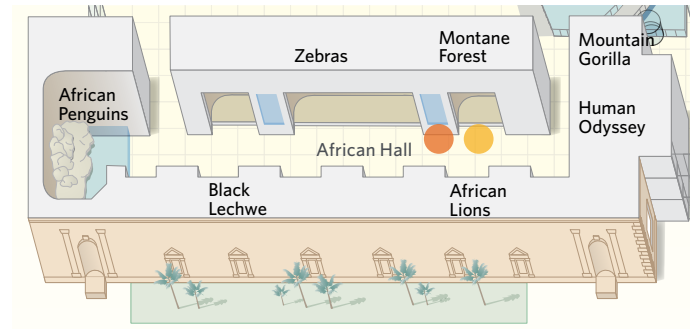 Zebras
Montane
Forest
Mountain
Gorilla
African
Penguins
Human
Odyssey
African Hall
Black
Lechwe
African
Lions